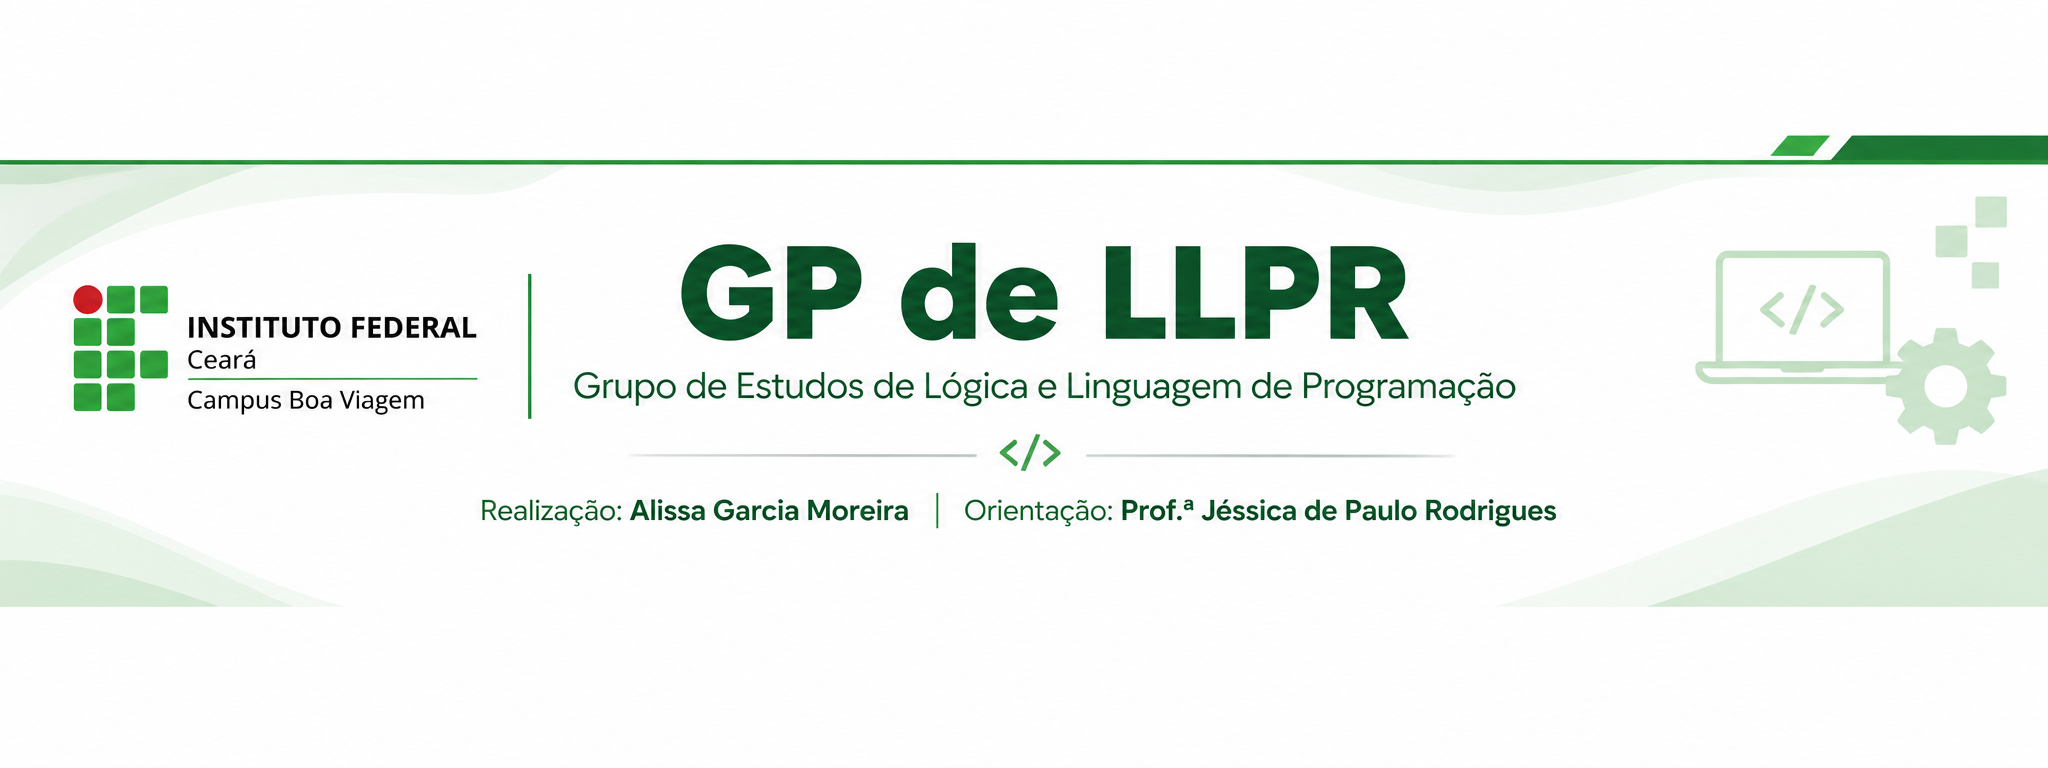 INSTITUTO FEDERAL
Ceará
Campus Boa Viagem
GP de LLPR
Grupo de Estudos de Lógica e Linguagem de Programação
</>
Realização: Alissa Garcia Moreira | Orientação: Prof.ª Jéssica de Paulo Rodrigues
</>